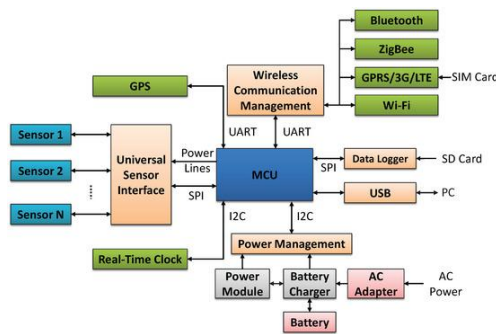 Bluetooth
ZigBee
GPRS/3G/LTE
SIM Card
Wi-Fi
Wireless
Communication
Management
GPS
UART
UART
Sensor 1
Sensor 2
Sensor N
Universal
Sensor
Interface
Power
Lines
SPI
MCU
SPI
Data Logger
SD Card
USB
PC
I2C
I2C
Real-Time Clock
Power Management
Power
Module
Battery
Charger
AC
Adapter
AC
Power
Battery